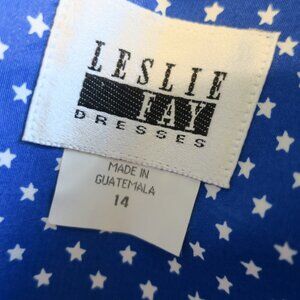 LESLIE
FAY
DRESSES
MADE IN
GUATEMALA
14